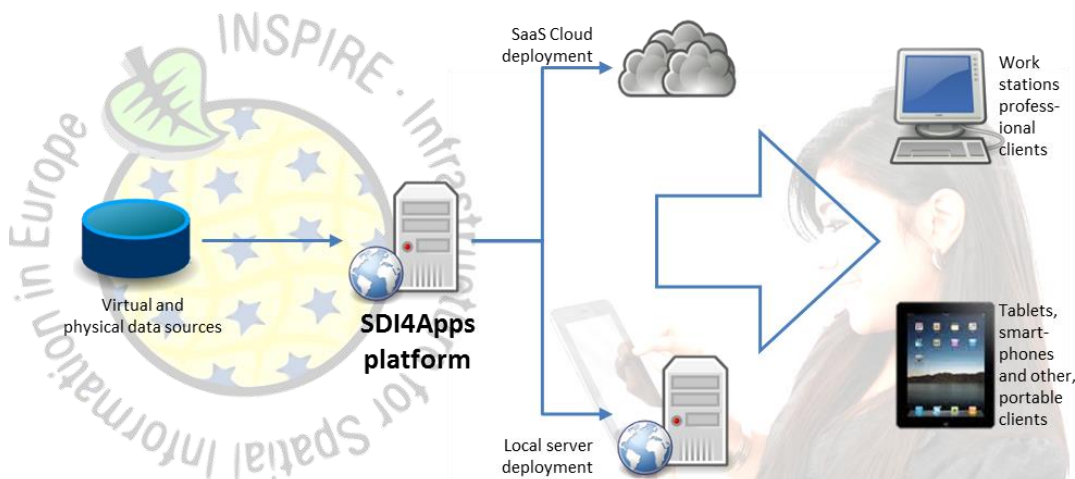 INSPIRE · Infrastructure for Spatial Information in Europe
Virtual and
physical data sources
SDI4Apps
platform
SaaS Cloud
deployment
Local server
deployment
Work
stations
profess-
ional
clients
Tablets,
smart-
phones
and other,
portable
clients